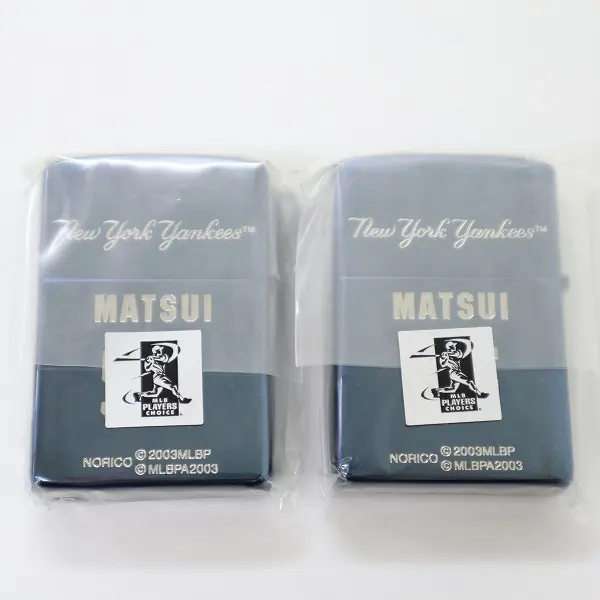 New York Yankees™
MATSUI
MLB
PLAYERS
CHOICE
NORICO ©2003MLBP
©MLBPA2003
New York Yankees™
MATSUI
MLB
PLAYERS
CHOICE
NORICO ©2003MLBP
©MLBPA2003